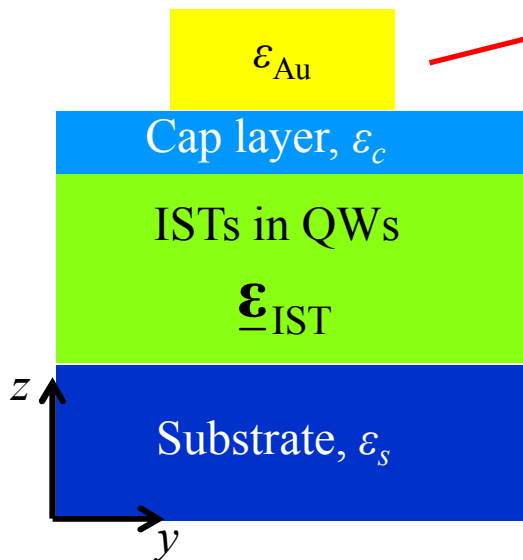 εAu
Cap layer, εc
ISTs in QWs
εIST
z
Substrate, εs
y